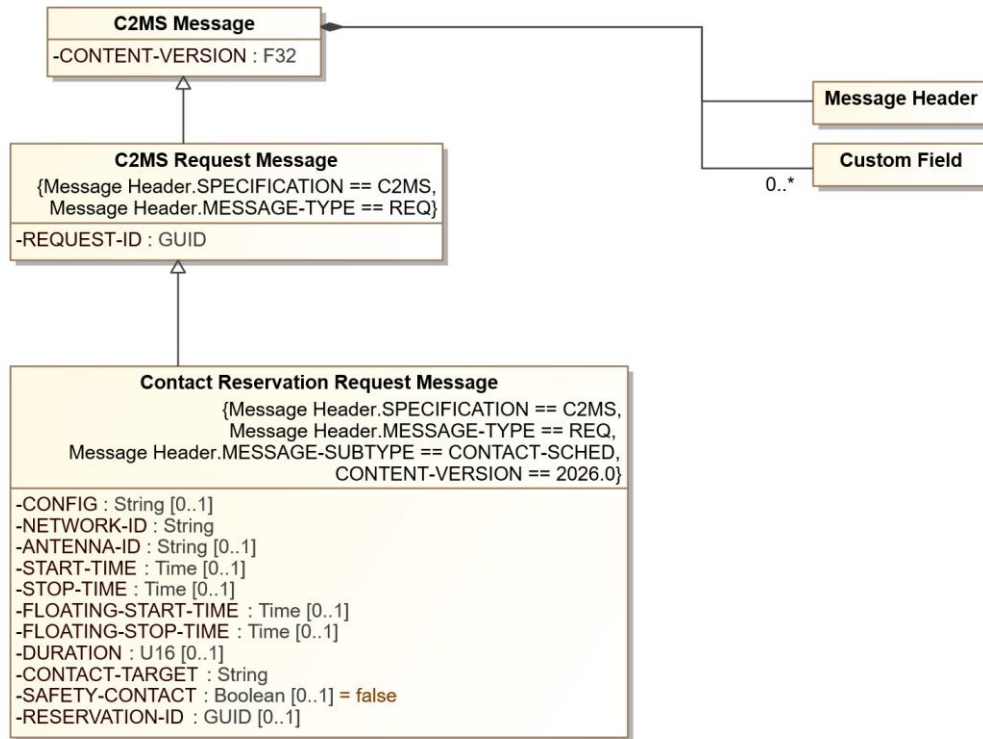 C2MS Message
-CONTENT-VERSION : F32
Message Header
Custom Field
0..*
C2MS Request Message
{Message Header.SPECIFICATION == C2MS,
Message Header.MESSAGE-TYPE == REQ}
-REQUEST-ID : GUID
Contact Reservation Request Message
{Message Header.SPECIFICATION == C2MS,
Message Header.MESSAGE-TYPE == REQ,
Message Header.MESSAGE-SUBTYPE == CONTACT-SCHED,
CONTENT-VERSION == 2026.0}
-CONFIG : String [0..1]
-NETWORK-ID : String
-ANTENNA-ID : String [0..1]
-START-TIME : Time [0..1]
-STOP-TIME : Time [0..1]
-FLOATING-START-TIME : Time [0..1]
-FLOATING-STOP-TIME : Time [0..1]
-DURATION : U16 [0..1]
-CONTACT-TARGET : String
-SAFETY-CONTACT : Boolean [0..1] = false
-RESERVATION-ID : GUID [0..1]